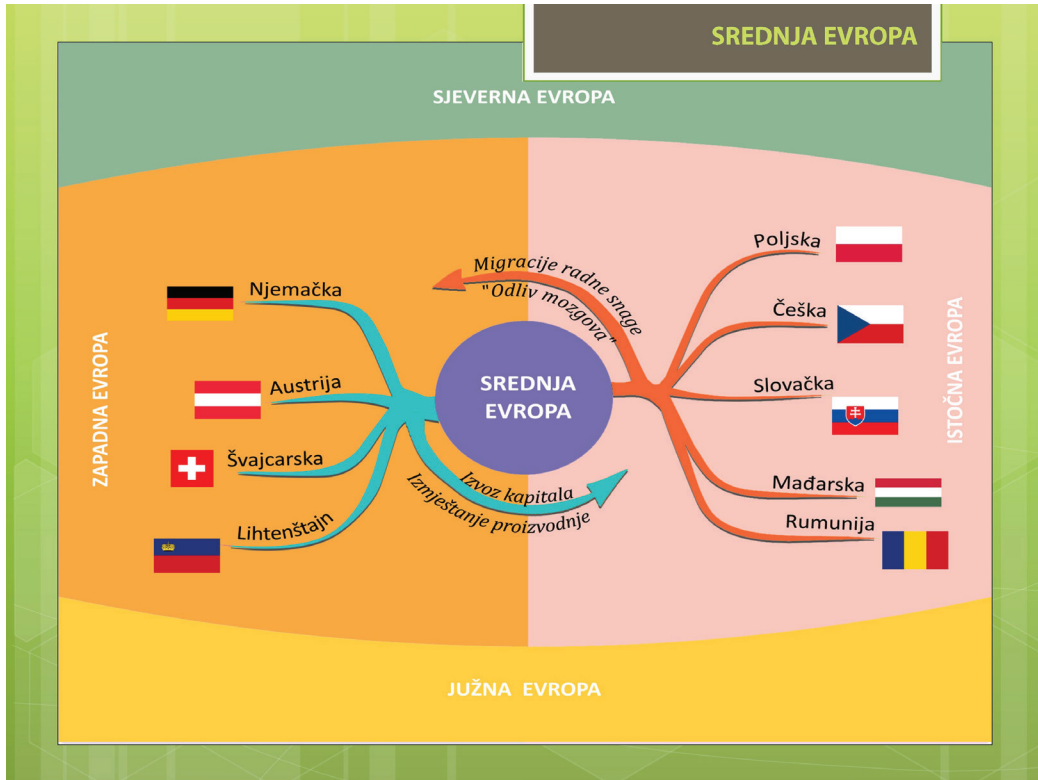 SREDNJA EVROPA
SJEVERNA EVROPA
ZAPADNA EVROPA
Njemačka
Austrija
Švajcarska
Lihtenštajn
Migracije radne snage
"Odliv mozgova"
SREDNJA
EVROPA
Izvoz kapitala
Izmještanje proizvodnje
Poljska
Češka
Slovačka
Mađarska
Rumunija
ISTOČNA EVROPA
JUŽNA EVROPA